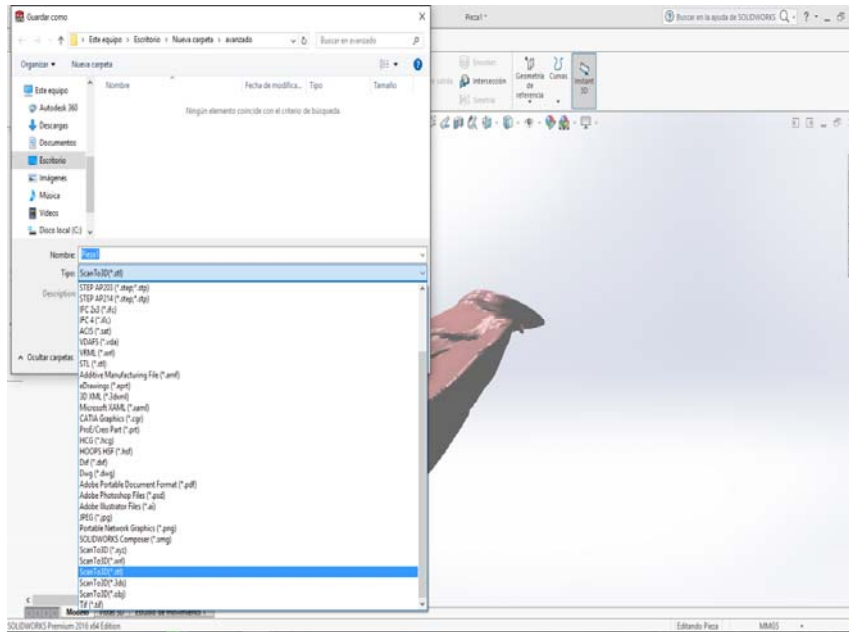 Guardar como
Pieza1 *
Buscar en la ayuda de SOLIDWORKS
Este equipo › Escritorio › Nueva carpeta › avanzado
Buscar en avanzado
Organizar
Nueva carpeta
Este equipo
Autodesk 360
Descargas
Documentos
Escritorio
Imágenes
Música
Vídeos
Disco local (C:)
Nombre
Fecha de modifica...
Tipo
Tamaño
Ningún elemento coincide con el criterio de búsqueda.
Intersección
Geometría de referencia
Curvas
Instant 3D
Nombre: Pieza1
Tipo: ScanTo3D(*.stl)
Description:
Ocultar carpetas
STEP AP203 (*.step;*.stp)
STEP AP214 (*.step;*.stp)
IFC 2x3 (*.ifc)
IFC 4 (*.ifc)
ACIS (*.sat)
VDAFS (*.vda)
VRML (*.wrl)
STL (*.stl)
Additive Manufacturing File (*.amf)
eDrawings (*.eprt)
3D XML (*.3dxml)
Microsoft XAML (*.xaml)
CATIA Graphics (*.cgr)
ProE/Creo Part (*.prt)
HCG (*.hcg)
HOOPS HSF (*.hsf)
Dxf (*.dxf)
Dwg (*.dwg)
Adobe Portable Document Format (*.pdf)
Adobe Photoshop Files (*.psd)
Adobe Illustrator Files (*.ai)
JPEG (*.jpg)
Portable Network Graphics (*.png)
SOLIDWORKS Composer (*.smg)
ScanTo3D (*.xyz)
ScanTo3D(*.wrl)
ScanTo3D(*.stl)
ScanTo3D(*.3ds)
ScanTo3D(*.obj)
Tif (*.tif)
Modelo
Vistas 3D
Estudio de movimiento 1
SOLIDWORKS Premium 2016 x64 Edition
Editando Pieza
MMGS